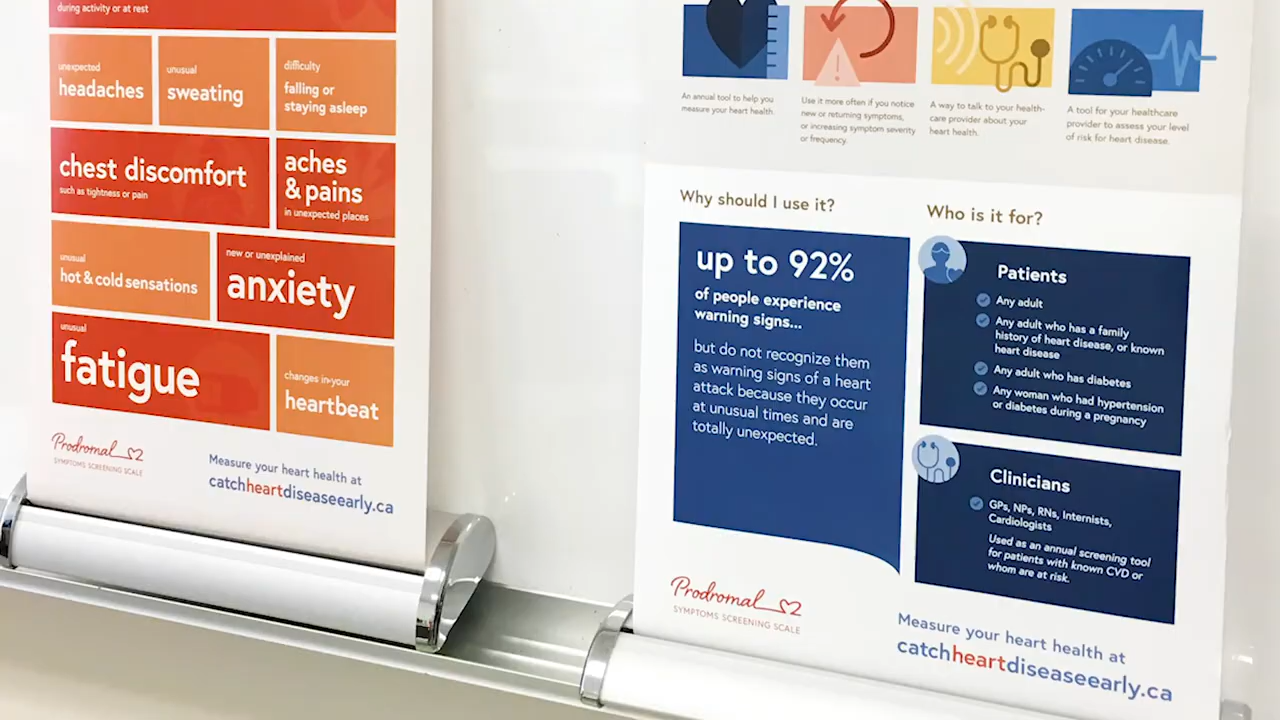 during activity or at rest
unexpected
headaches
unusual
sweating
difficulty
falling or
staying asleep
chest discomfort
such as tightness or pain
aches
& pains
in unexpected places
unusual
hot & cold sensations
new or unexplained
anxiety
unusual
fatigue
changes in your
heartbeat
Prodromal
SYMPTOMS SCREENING SCALE
Measure your heart health at
catchheartdiseaseearly.ca
An annual tool to help you
measure your heart health.
Use it more often if you notice
new or returning symptoms,
or increasing symptom severity
or frequency.
A way to talk to your health-
care provider about your
heart health.
A tool for your healthcare
provider to assess your level
of risk for heart disease.
Why should I use it?
up to 92%
of people experience
warning signs...
but do not recognize them
as warning signs of a heart
attack because they occur
at unusual times and are
totally unexpected.
Who is it for?
Patients
Any adult
Any adult who has a family
history of heart disease, or known
heart disease
Any adult who has diabetes
Any woman who had hypertension
or diabetes during a pregnancy
Clinicians
GPs, NPs, RNs, Internists,
Cardiologists
Used as an annual screening tool
for patients with known CVD or
whom are at risk.
Prodromal
SYMPTOMS SCREENING SCALE
Measure your heart health at
catchheartdiseaseearly.ca